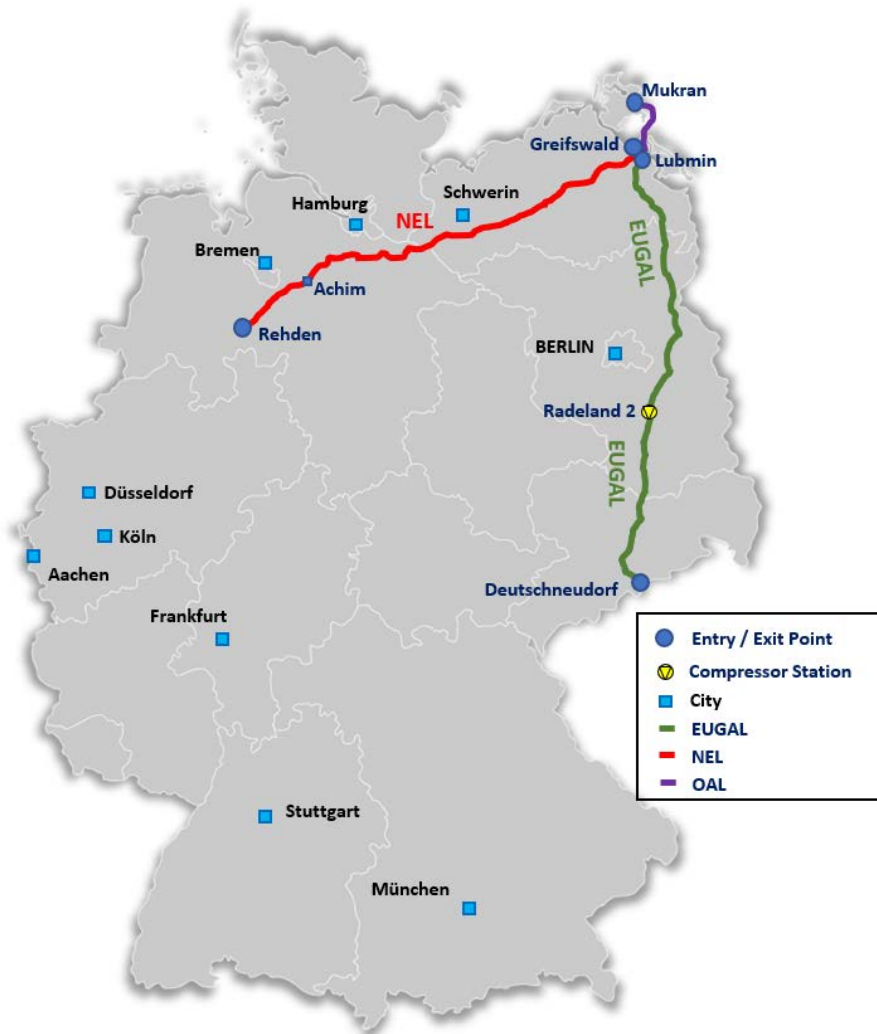 Mukran
Greifswald
Lubmin
Schwerin
Hamburg
NEL
Bremen
EUGAL
Achim
Rehden
BERLIN
Radeland 2
EUGAL
Düsseldorf
Köln
Aachen
Deutschneudorf
Frankfurt
Entry / Exit Point
Compressor Station
City
EUGAL
NEL
OAL
Stuttgart
München